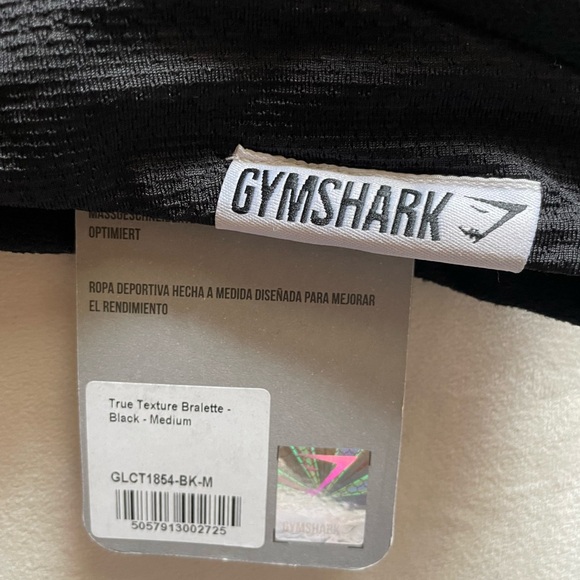 GYMSHARK
OPTIMIERT
ROPA DEPORTIVA HECHA A MEDIDA DISEÑADA PARA MEJORAR
EL RENDIMIENTO
True Texture Bralette -
Black - Medium
GLCT1854-BK-M
5057913002725
GYMSHARK